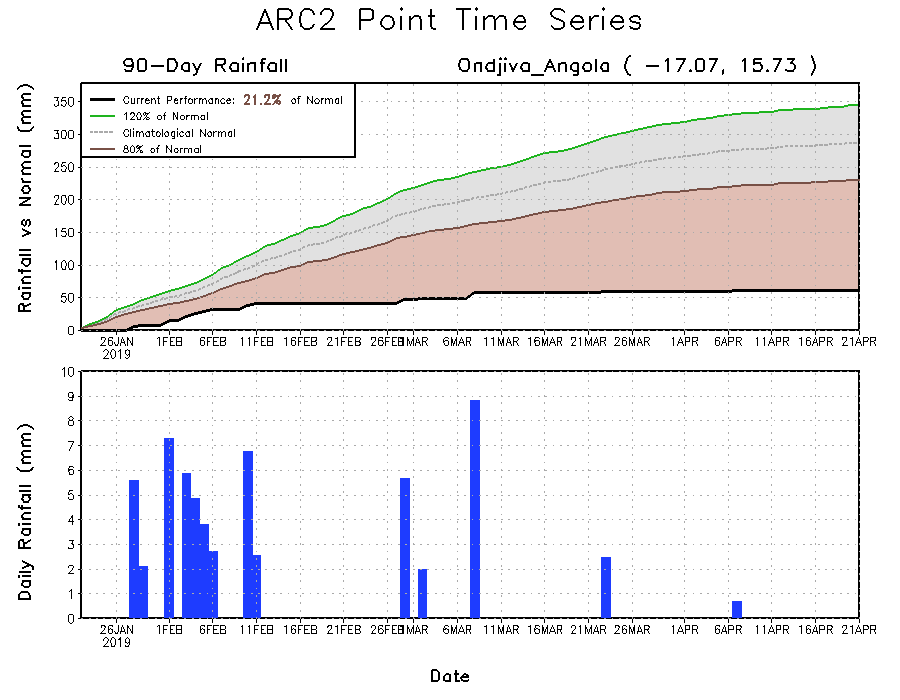 ARC2 Point Time Series
90-Day Rainfall
Ondjiva_Angola ( -17.07, 15.73 )
Rainfall vs Normal (mm)
350
300
250
200
150
100
50
0
Current Performance: 21.2% of Normal
120% of Normal
Climatological Normal
80% of Normal
26JAN 1FEB 6FEB 11FEB 16FEB 21FEB 26FEB 1MAR 6MAR 11MAR 16MAR 21MAR 26MAR 1APR 6APR 11APR 16APR 21APR
2019
Daily Rainfall (mm)
10
9
8
7
6
5
4
3
2
1
0
26JAN 1FEB 6FEB 11FEB 16FEB 21FEB 26FEB 1MAR 6MAR 11MAR 16MAR 21MAR 26MAR 1APR 6APR 11APR 16APR 21APR
2019
Date